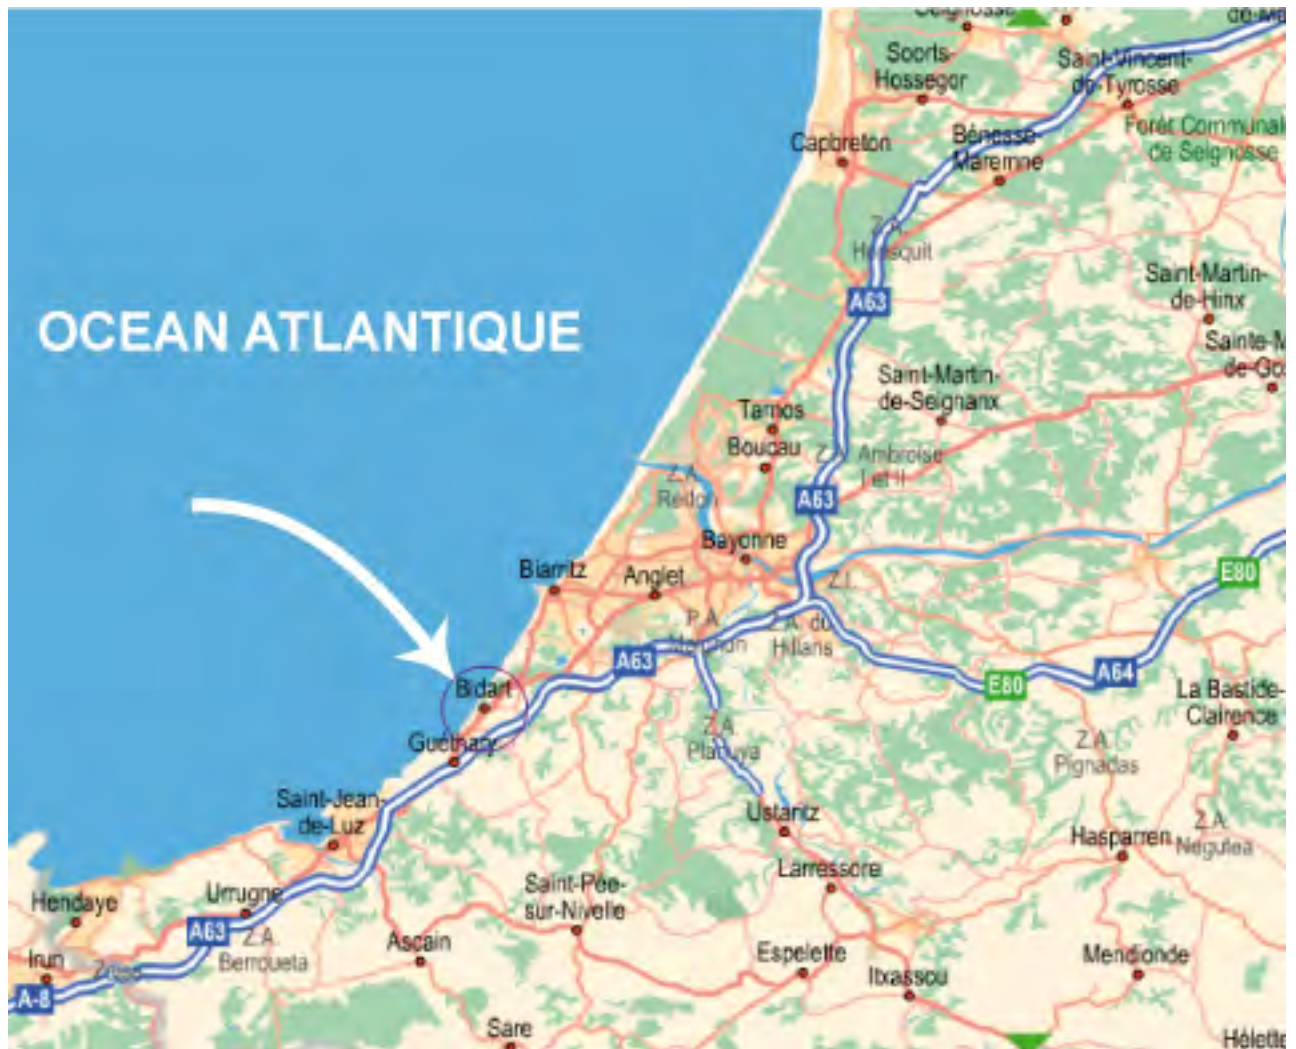 Soorts-
Hossegor
Saint-Vincent-
de-Tyrosse
Capbreton
Bénesse-
Maremne
Forêt Communale
de Seignosse
Z.A.
A63
Saint-Martin-
de-Hinx
OCEAN ATLANTIQUE
Saint-Martin-
de-Seignanx
Tarnos
Boucau
Z.A. Ambroise
I et II
Z.A.
Redon
A63
Bayonne
Biarritz
Anglet
Z.I.
E80
P.A.
Z.A. du
Hillans
A63
E80
A64
Bidart
La Bastide-
Clairence
Guéthary
Z.A.
Z.A.
Pignadas
Saint-Jean-
de-Luz
Ustaritz
Z.A.
Hasparren
Larressore
Hendaye
Urrugne
Saint-Pée-
sur-Nivelle
A63
Z.A.
Berroueta
Ascain
Espelette
Mendionde
Irun
Itxassou
A-8
Sare